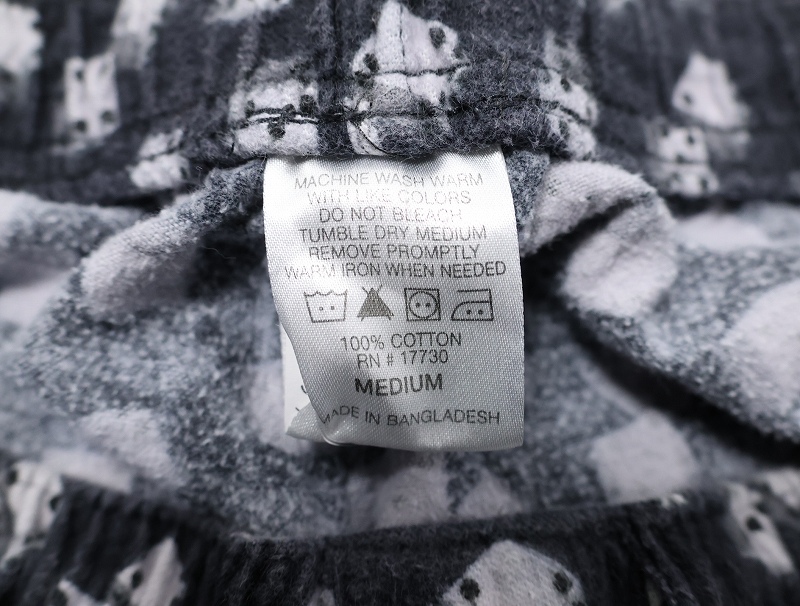 MACHINE WASH WARM
WITH LIKE COLORS
DO NOT BLEACH
TUMBLE DRY MEDIUM
REMOVE PROMPTLY
WARM IRON WHEN NEEDED
100% COTTON
RN # 17730
MEDIUM
MADE IN BANGLADESH